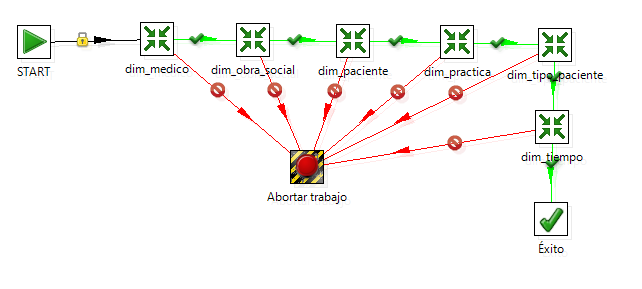 START
dim_medico
dim_obra_social
dim_paciente
dim_practica
dim_tipo_paciente
dim_tiempo
Abortar trabajo
Éxito